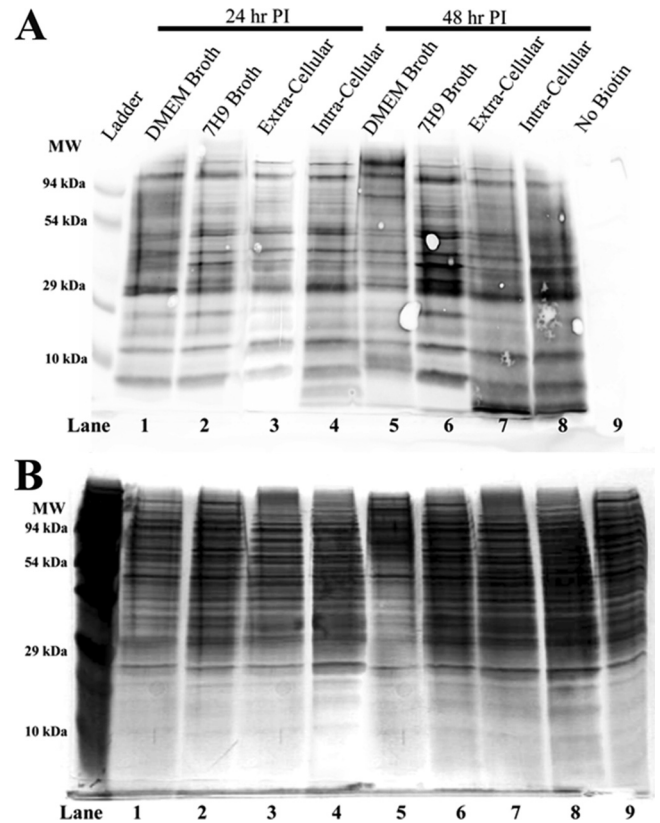 A
24 hr PI 48 hr PI
Ladder DMEM Broth 7H9 Broth Extra-Cellular Intra-Cellular DMEM Broth 7H9 Broth Extra-Cellular Intra-Cellular No Biotin
MW
94 kDa
54 kDa
29 kDa
10 kDa
Lane 1 2 3 4 5 6 7 8 9
B
MW
94 kDa
54 kDa
29 kDa
10 kDa
Lane 1 2 3 4 5 6 7 8 9